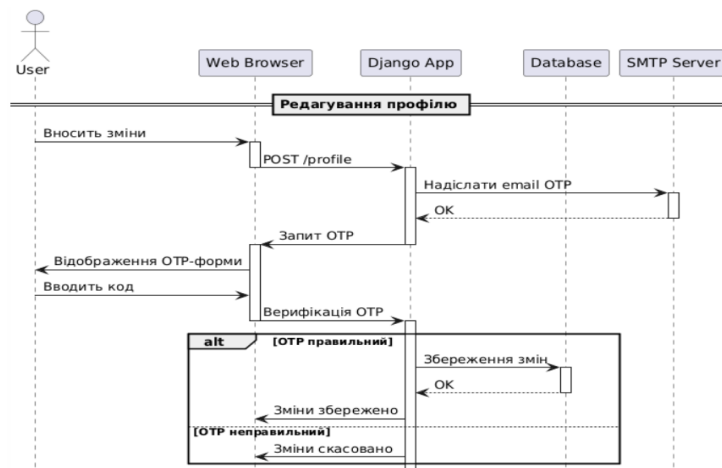 User
Web Browser
Django App
Database
SMTP Server
Редагування профілю
Вносить зміни
POST /profile
Надіслати email OTP
OK
Запит OTP
Відображення OTP-форми
Вводить код
Верифікація OTP
alt
[OTP правильний]
Збереження змін
OK
Зміни збережено
[OTP неправильний]
Зміни скасовано